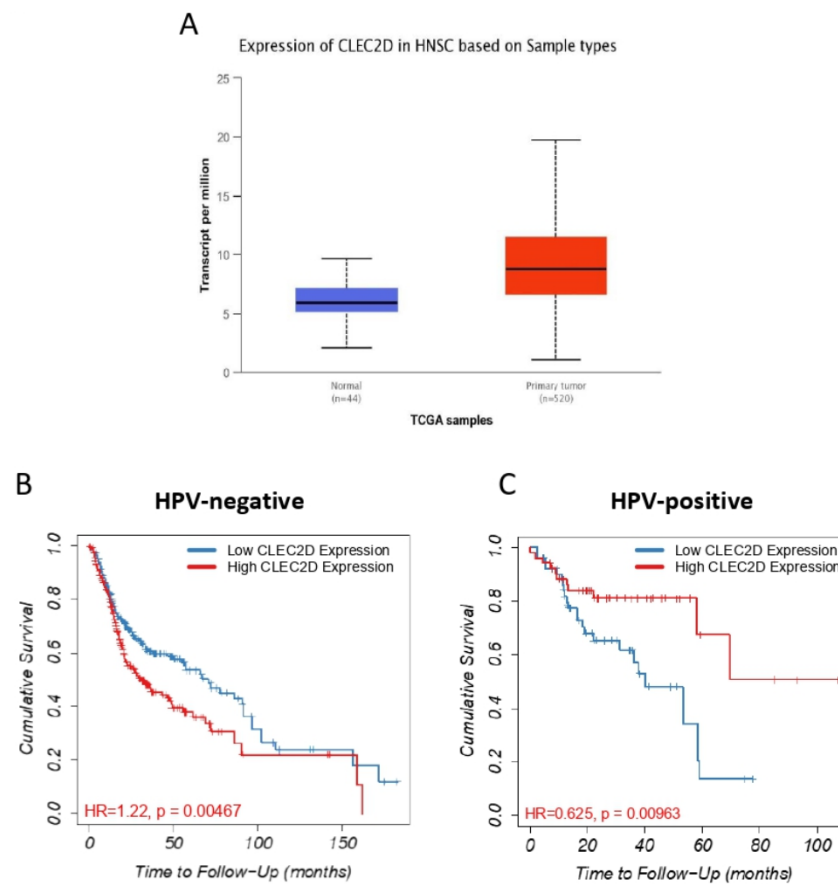 A
Expression of CLEC2D in HNSC based on Sample types
Transcript per million
25
20
15
10
5
0
Normal
(n=44)
Primary tumor
(n=520)
TCGA samples
B
HPV-negative
Low CLEC2D Expression
High CLEC2D Expression
Cumulative Survival
1.0
0.8
0.6
0.4
0.2
0.0
HR=1.22, p = 0.00467
0 50 100 150
Time to Follow-Up (months)
C
HPV-positive
Low CLEC2D Expression
High CLEC2D Expression
Cumulative Survival
1.0
0.8
0.6
0.4
0.2
0.0
HR=0.625, p = 0.00963
0 20 40 60 80 100
Time to Follow-Up (months)